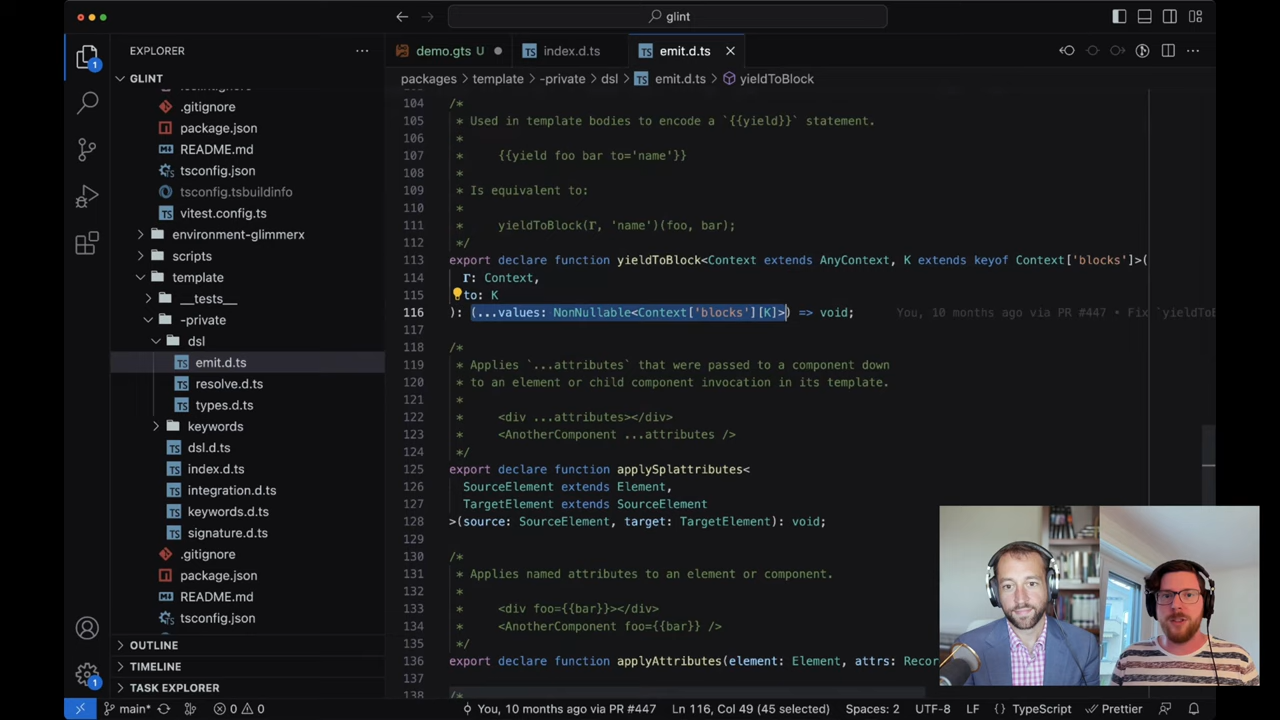 glint
EXPLORER
demo.gts U
index.d.ts
emit.d.ts
packages > template > -private > dsl > emit.d.ts > yieldToBlock
GLINT
.gitignore
package.json
README.md
tsconfig.json
tsconfig.tsbuildinfo
vitest.config.ts
environment-glimmerx
scripts
template
__tests__
-private
dsl
emit.d.ts
resolve.d.ts
types.d.ts
keywords
dsl.d.ts
index.d.ts
integration.d.ts
keywords.d.ts
signature.d.ts
.gitignore
package.json
README.md
tsconfig.json
OUTLINE
TIMELINE
TASK EXPLORER
1
1
104 /*
105 * Used in template bodies to encode a `{{yield}}` statement.
106 *
107 * {{yield foo bar to='name'}}
108 *
109 * Is equivalent to:
110 *
111 * yieldToBlock(𝚪, 'name')(foo, bar);
112 */
113 export declare function yieldToBlock<Context extends AnyContext, K extends keyof Context['blocks']>(
114 𝚪: Context,
115 to: K
116 ): (...values: NonNullable<Context['blocks'][K]>) => void; You, 10 months ago via PR #447 • Fix `yieldTo
117
118 /*
119 * Applies `...attributes` that were passed to a component down
120 * to an element or child component invocation in its template.
121 *
122 * <div ...attributes></div>
123 * <AnotherComponent ...attributes />
124 */
125 export declare function applySplattributes<
126 SourceElement extends Element,
127 TargetElement extends SourceElement
128 >(source: SourceElement, target: TargetElement): void;
129
130 /*
131 * Applies named attributes to an element or component.
132 *
133 * <div foo={{bar}}></div>
134 * <AnotherComponent foo={{bar}} />
135 */
136 export declare function applyAttributes(element: Element, attrs: Recor
137
138 /*
main* 0 0 You, 10 months ago via PR #447 Ln 116, Col 49 (45 selected) Spaces: 2 UTF-8 LF {} TypeScript Prettier